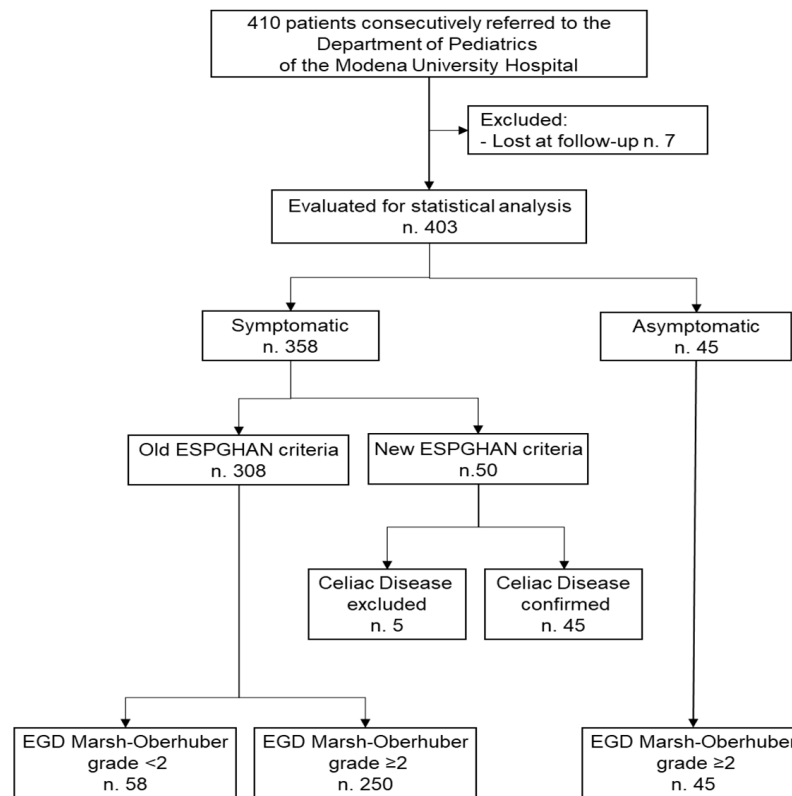 410 patients consecutively referred to the
Department of Pediatrics
of the Modena University Hospital
Excluded:
- Lost at follow-up n. 7
Evaluated for statistical analysis
n. 403
Symptomatic
n. 358
Asymptomatic
n. 45
Old ESPGHAN criteria
n. 308
New ESPGHAN criteria
n.50
Celiac Disease
excluded
n. 5
Celiac Disease
confirmed
n. 45
EGD Marsh-Oberhuber
grade <2
n. 58
EGD Marsh-Oberhuber
grade ≥2
n. 250
EGD Marsh-Oberhuber
grade ≥2
n. 45